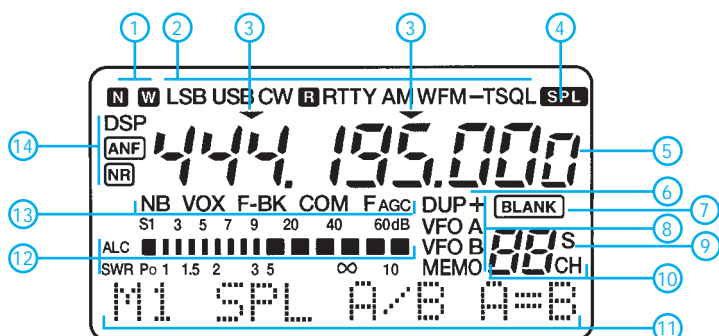 1 2 3 3 4
N W LSB USB CW R RTTY AM WFM-TSQL SPL
DSP
14 ANF 444.195.000 5
NR
6
NB VOX F-BK COM FAGC DUP+ BLANK 7
13 S1 3 5 7 9 20 40 60dB VFO A 8
ALC VFO B 88 S 9
12
SWR Po 1 1.5 2 3 5 ∞ 10 MEMO CH 10
M1 SPL A/B A=B
11